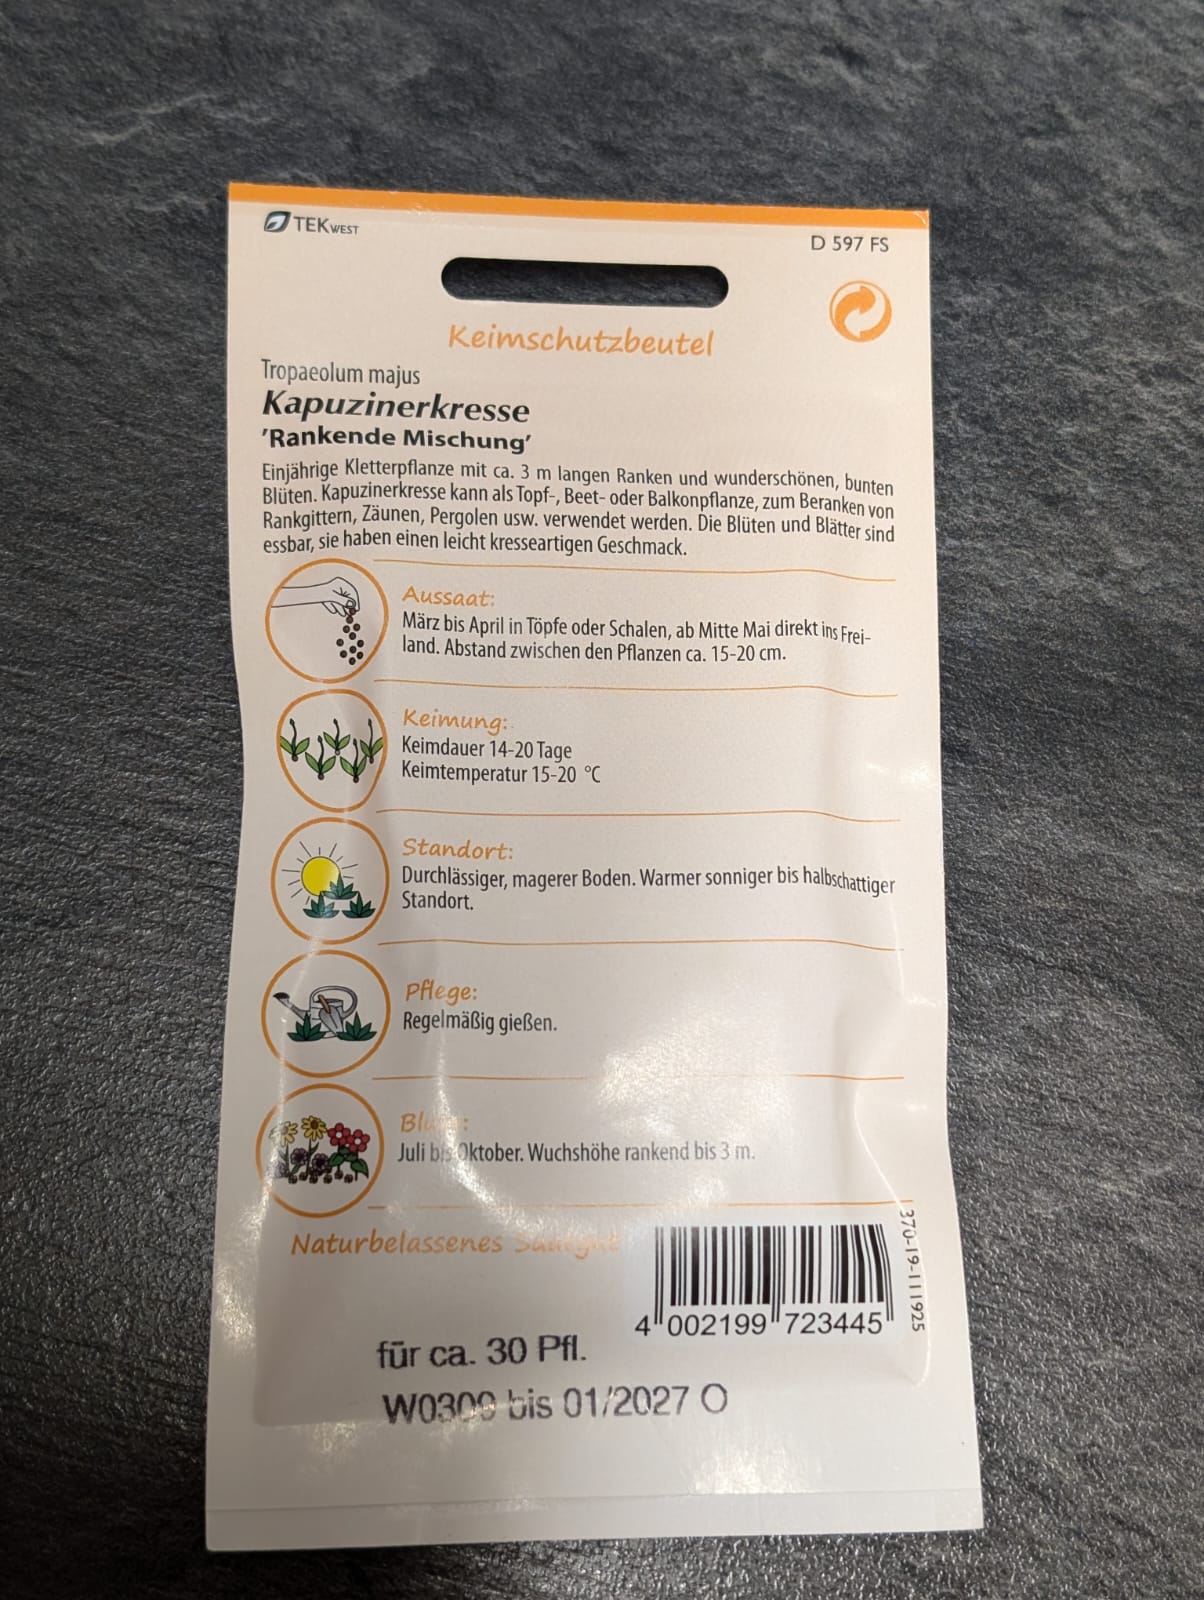 TEKWEST
D 597 FS
Keimschutzbeutel
Tropaeolum majus
Kapuzinerkresse
'Rankende Mischung'
Einjährige Kletterpflanze mit ca. 3 m langen Ranken und wunderschönen, bunten
Blüten. Kapuzinerkresse kann als Topf-, Beet- oder Balkonpflanze, zum Beranken von
Rankgittern, Zäunen, Pergolen usw. verwendet werden. Die Blüten und Blätter sind
essbar, sie haben einen leicht kresseartigen Geschmack.
Aussaat:
März bis April in Töpfe oder Schalen, ab Mitte Mai direkt ins Frei-
land. Abstand zwischen den Pflanzen ca. 15-20 cm.
Keimung:
Keimdauer 14-20 Tage
Keimtemperatur 15-20 °C
Standort:
Durchlässiger, magerer Boden. Warmer sonniger bis halbschattiger
Standort.
Pflege:
Regelmäßig gießen.
Juli bis Oktober. Wuchshöhe rankend bis 3 m.
Naturbelassenes Saatgut
370-19-111925
4 002199 723445
für ca. 30 Pfl.
bis 01/2027 O